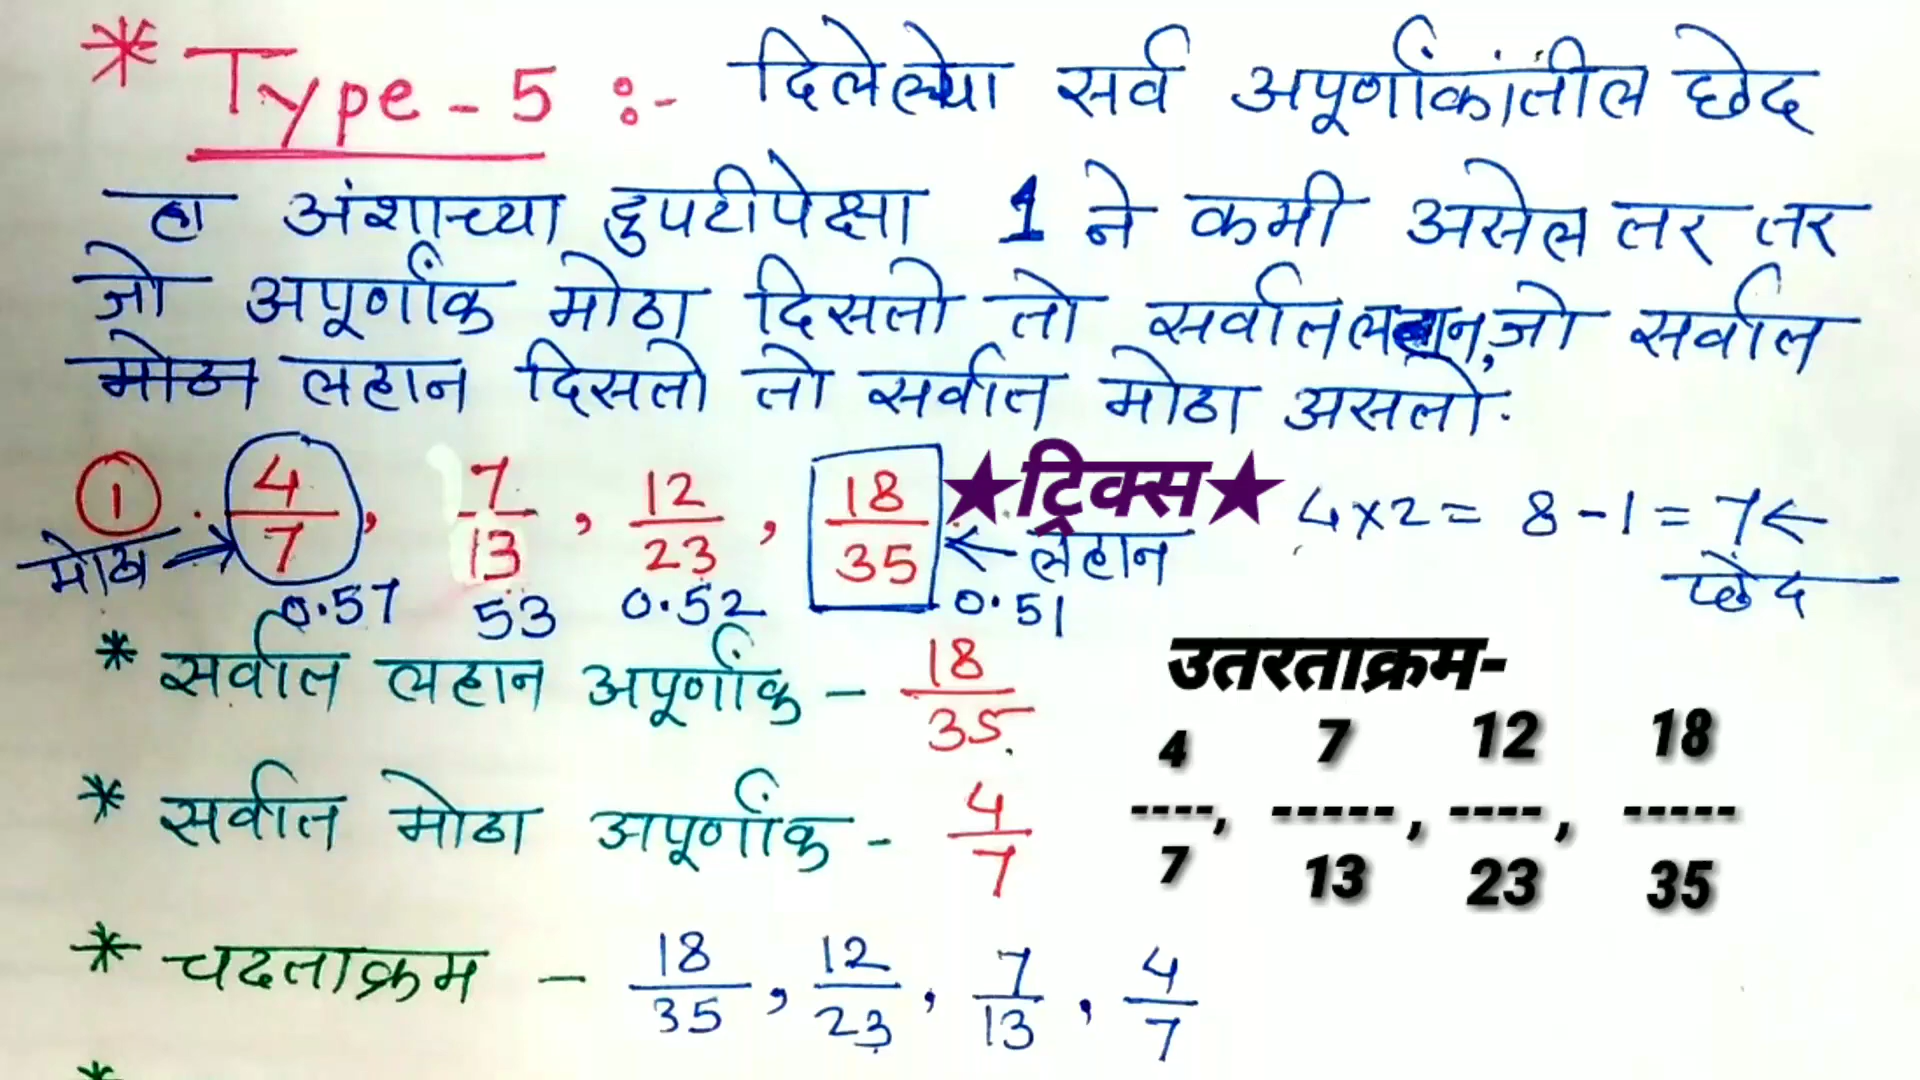 * Type - 5 :- दिलेल्या सर्व अपूर्णांकांतील छेद
हा अंशाच्या दुपटीपेक्षा 1 ने कमी असेल तर तर
जो अपूर्णांक मोठा दिसतो तो सर्वात लहान, जो सर्वात
मोठा लहान दिसतो तो सर्वात मोठा असतो.
① 4/7, 7/13, 12/23, 18/35 ★ट्रिक्स★ 4×2= 8-1=7←
मोठा → ← लहान छेद
0.57 53 0.52 0.51
* सर्वात लहान अपूर्णांक - 18/35
* सर्वात मोठा अपूर्णांक - 4/7
उतरताक्रम-
4 7 12 18
----, -----, ----, -----
7 13 23 35
* चढताक्रम - 18/35, 12/23, 7/13, 4/7
*